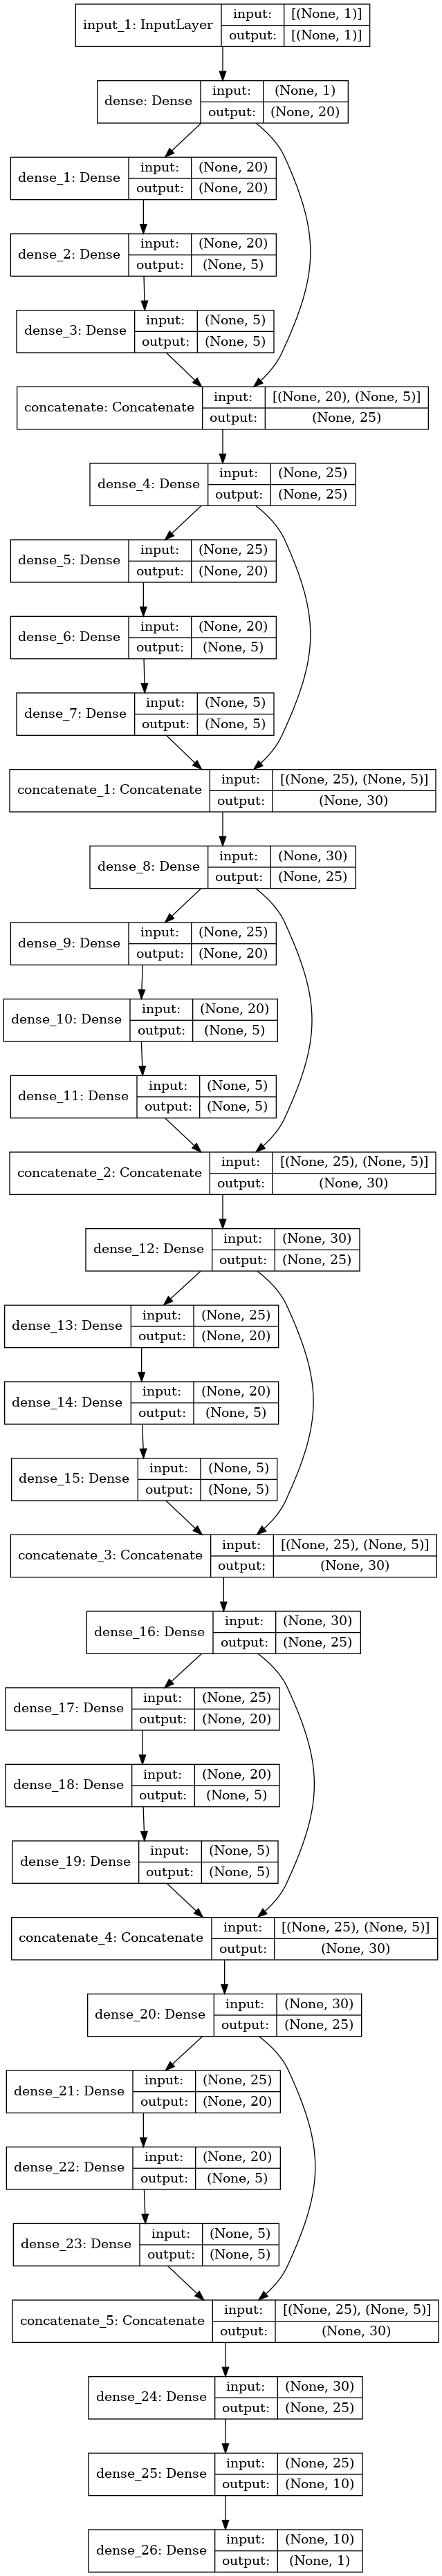 input_1: InputLayer
input: [(None, 1)]
output: [(None, 1)]
dense: Dense
input: (None, 1)
output: (None, 20)
dense_1: Dense
input: (None, 20)
output: (None, 20)
dense_2: Dense
input: (None, 20)
output: (None, 5)
dense_3: Dense
input: (None, 5)
output: (None, 5)
concatenate: Concatenate
input: [(None, 20), (None, 5)]
output: (None, 25)
dense_4: Dense
input: (None, 25)
output: (None, 25)
dense_5: Dense
input: (None, 25)
output: (None, 20)
dense_6: Dense
input: (None, 20)
output: (None, 5)
dense_7: Dense
input: (None, 5)
output: (None, 5)
concatenate_1: Concatenate
input: [(None, 25), (None, 5)]
output: (None, 30)
dense_8: Dense
input: (None, 30)
output: (None, 25)
dense_9: Dense
input: (None, 25)
output: (None, 20)
dense_10: Dense
input: (None, 20)
output: (None, 5)
dense_11: Dense
input: (None, 5)
output: (None, 5)
concatenate_2: Concatenate
input: [(None, 25), (None, 5)]
output: (None, 30)
dense_12: Dense
input: (None, 30)
output: (None, 25)
dense_13: Dense
input: (None, 25)
output: (None, 20)
dense_14: Dense
input: (None, 20)
output: (None, 5)
dense_15: Dense
input: (None, 5)
output: (None, 5)
concatenate_3: Concatenate
input: [(None, 25), (None, 5)]
output: (None, 30)
dense_16: Dense
input: (None, 30)
output: (None, 25)
dense_17: Dense
input: (None, 25)
output: (None, 20)
dense_18: Dense
input: (None, 20)
output: (None, 5)
dense_19: Dense
input: (None, 5)
output: (None, 5)
concatenate_4: Concatenate
input: [(None, 25), (None, 5)]
output: (None, 30)
dense_20: Dense
input: (None, 30)
output: (None, 25)
dense_21: Dense
input: (None, 25)
output: (None, 20)
dense_22: Dense
input: (None, 20)
output: (None, 5)
dense_23: Dense
input: (None, 5)
output: (None, 5)
concatenate_5: Concatenate
input: [(None, 25), (None, 5)]
output: (None, 30)
dense_24: Dense
input: (None, 30)
output: (None, 25)
dense_25: Dense
input: (None, 25)
output: (None, 10)
dense_26: Dense
input: (None, 10)
output: (None, 1)